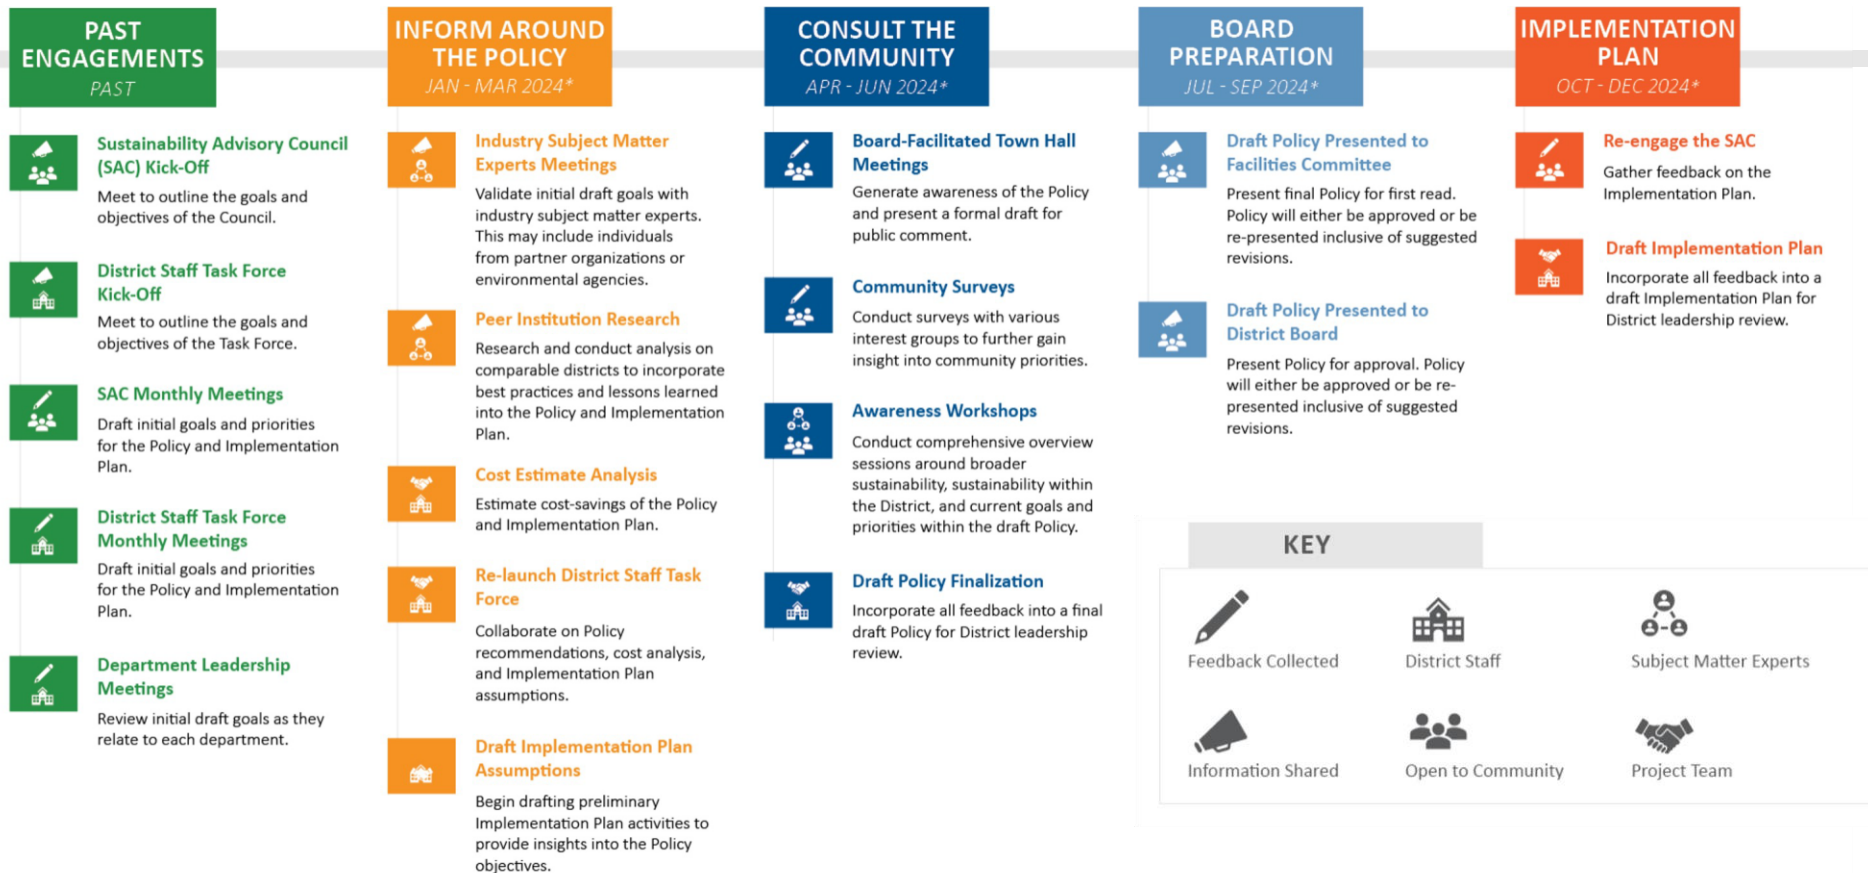 PAST
ENGAGEMENTS
PAST
Sustainability Advisory Council
(SAC) Kick-Off
Meet to outline the goals and
objectives of the Council.
District Staff Task Force
Kick-Off
Meet to outline the goals and
objectives of the Task Force.
SAC Monthly Meetings
Draft initial goals and priorities
for the Policy and Implementation
Plan.
District Staff Task Force
Monthly Meetings
Draft initial goals and priorities
for the Policy and Implementation
Plan.
Department Leadership
Meetings
Review initial draft goals as they
relate to each department.
INFORM AROUND
THE POLICY
JAN - MAR 2024*
Industry Subject Matter
Experts Meetings
Validate initial draft goals with
industry subject matter experts.
This may include individuals
from partner organizations or
environmental agencies.
Peer Institution Research
Research and conduct analysis on
comparable districts to incorporate
best practices and lessons learned
into the Policy and Implementation
Plan.
Cost Estimate Analysis
Estimate cost-savings of the Policy
and Implementation Plan.
Re-launch District Staff Task
Force
Collaborate on Policy
recommendations, cost analysis,
and Implementation Plan
assumptions.
Draft Implementation Plan
Assumptions
Begin drafting preliminary
Implementation Plan activities to
provide insights into the Policy
objectives.
CONSULT THE
COMMUNITY
APR - JUN 2024*
Board-Facilitated Town Hall
Meetings
Generate awareness of the Policy
and present a formal draft for
public comment.
Community Surveys
Conduct surveys with various
interest groups to further gain
insight into community priorities.
Awareness Workshops
Conduct comprehensive overview
sessions around broader
sustainability, sustainability within
the District, and current goals and
priorities within the draft Policy.
Draft Policy Finalization
Incorporate all feedback into a final
draft Policy for District leadership
review.
BOARD
PREPARATION
JUL - SEP 2024*
Draft Policy Presented to
Facilities Committee
Present final Policy for first read.
Policy will either be approved or be
re-presented inclusive of suggested
revisions.
Draft Policy Presented to
District Board
Present Policy for approval. Policy
will either be approved or be re-
presented inclusive of suggested
revisions.
IMPLEMENTATION
PLAN
OCT - DEC 2024*
Re-engage the SAC
Gather feedback on the
Implementation Plan.
Draft Implementation Plan
Incorporate all feedback into a
draft Implementation Plan for
District leadership review.
KEY
Feedback Collected
District Staff
Subject Matter Experts
Information Shared
Open to Community
Project Team